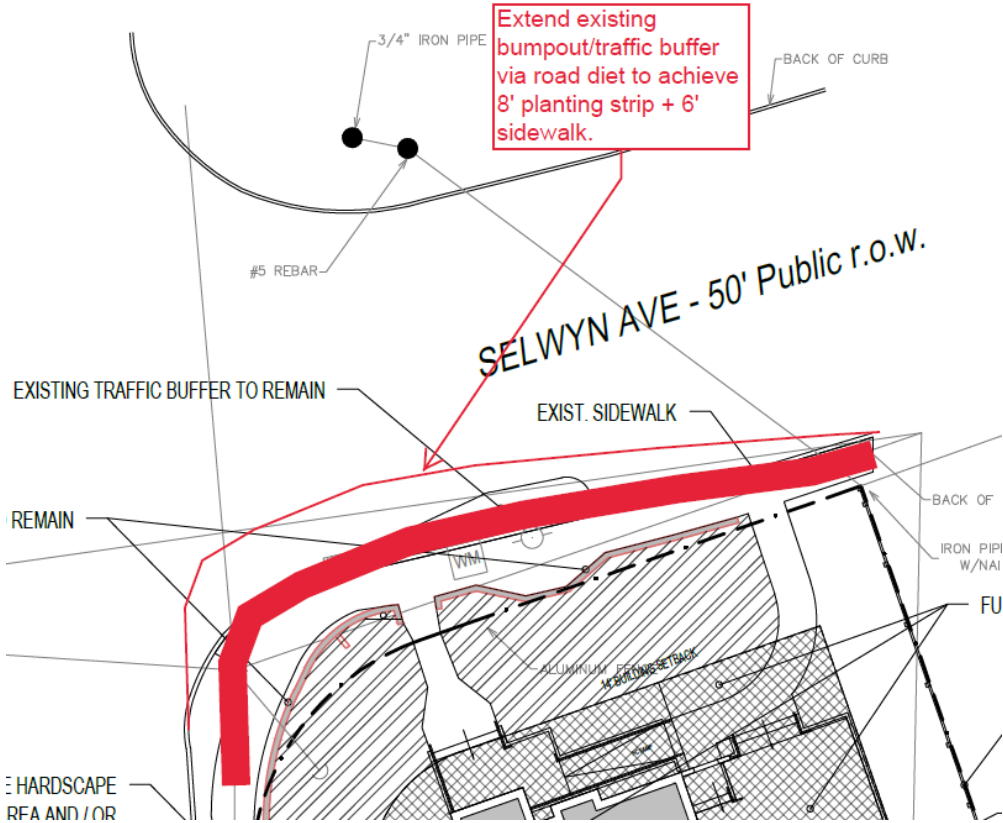 Extend existing
bumpout/traffic buffer
via road diet to achieve
8' planting strip + 6'
sidewalk.
3/4" IRON PIPE
BACK OF CURB
#5 REBAR
SELWYN AVE - 50' Public r.o.w.
EXISTING TRAFFIC BUFFER TO REMAIN
EXIST. SIDEWALK
REMAIN
WM
BACK OF
IRON PIP
W/NAI
FU
ALUMINUM
14' BUILDING SETBACK
E HARDSCAPE
REA AND / OR